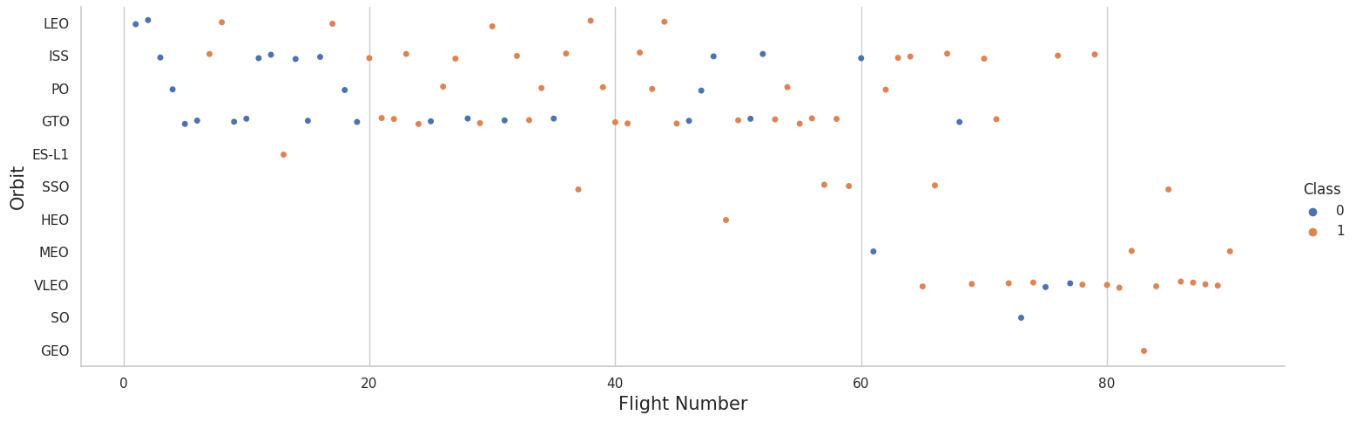 LEO
ISS
PO
GTO
ES-L1
SSO
HEO
MEO
VLEO
SO
GEO
Orbit
0 20 40 60 80
Flight Number
Class
0
1